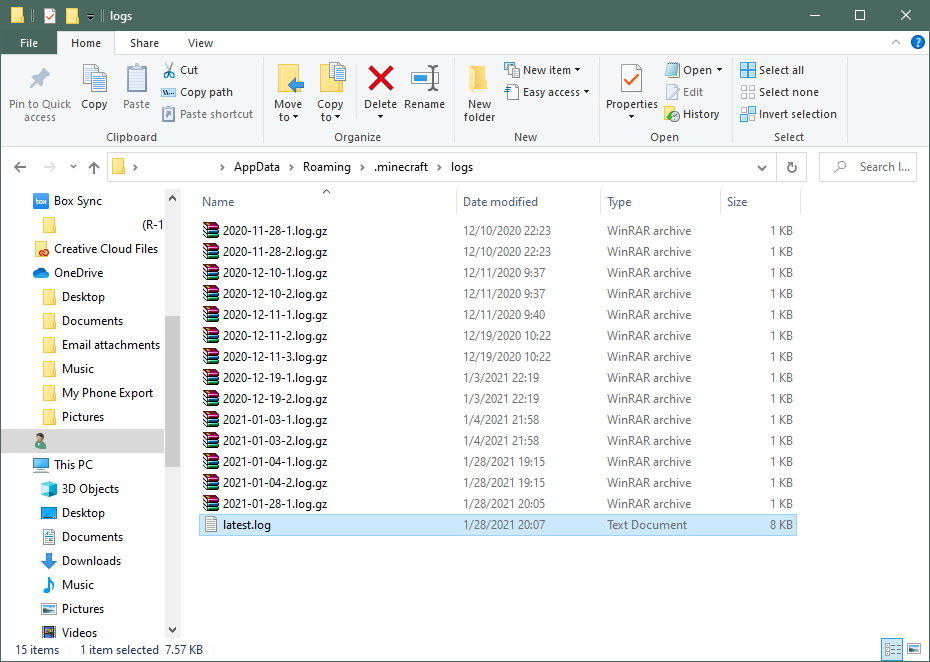 logs
File Home Share View
Pin to Quick access
Copy
Paste
Cut
Copy path
Paste shortcut
Clipboard
Move to
Copy to
Delete
Rename
Organize
New folder
New item
Easy access
New
Properties
Open
Edit
History
Open
Select all
Select none
Invert selection
Select
AppData Roaming .minecraft logs
Search l...
Box Sync
(R-1
Creative Cloud Files
OneDrive
Desktop
Documents
Email attachments
Music
My Phone Export
Pictures
This PC
3D Objects
Desktop
Documents
Downloads
Music
Pictures
Videos
Name Date modified Type Size
2020-11-28-1.log.gz 12/10/2020 22:23 WinRAR archive 1 KB
2020-11-28-2.log.gz 12/10/2020 22:23 WinRAR archive 1 KB
2020-12-10-1.log.gz 12/11/2020 9:37 WinRAR archive 1 KB
2020-12-10-2.log.gz 12/11/2020 9:37 WinRAR archive 1 KB
2020-12-11-1.log.gz 12/11/2020 9:40 WinRAR archive 1 KB
2020-12-11-2.log.gz 12/19/2020 10:22 WinRAR archive 1 KB
2020-12-11-3.log.gz 12/19/2020 10:22 WinRAR archive 1 KB
2020-12-19-1.log.gz 1/3/2021 22:19 WinRAR archive 1 KB
2020-12-19-2.log.gz 1/3/2021 22:19 WinRAR archive 1 KB
2021-01-03-1.log.gz 1/4/2021 21:58 WinRAR archive 1 KB
2021-01-03-2.log.gz 1/4/2021 21:58 WinRAR archive 1 KB
2021-01-04-1.log.gz 1/28/2021 19:15 WinRAR archive 1 KB
2021-01-04-2.log.gz 1/28/2021 19:15 WinRAR archive 1 KB
2021-01-28-1.log.gz 1/28/2021 20:05 WinRAR archive 1 KB
latest.log 1/28/2021 20:07 Text Document 8 KB
15 items 1 item selected 7.57 KB